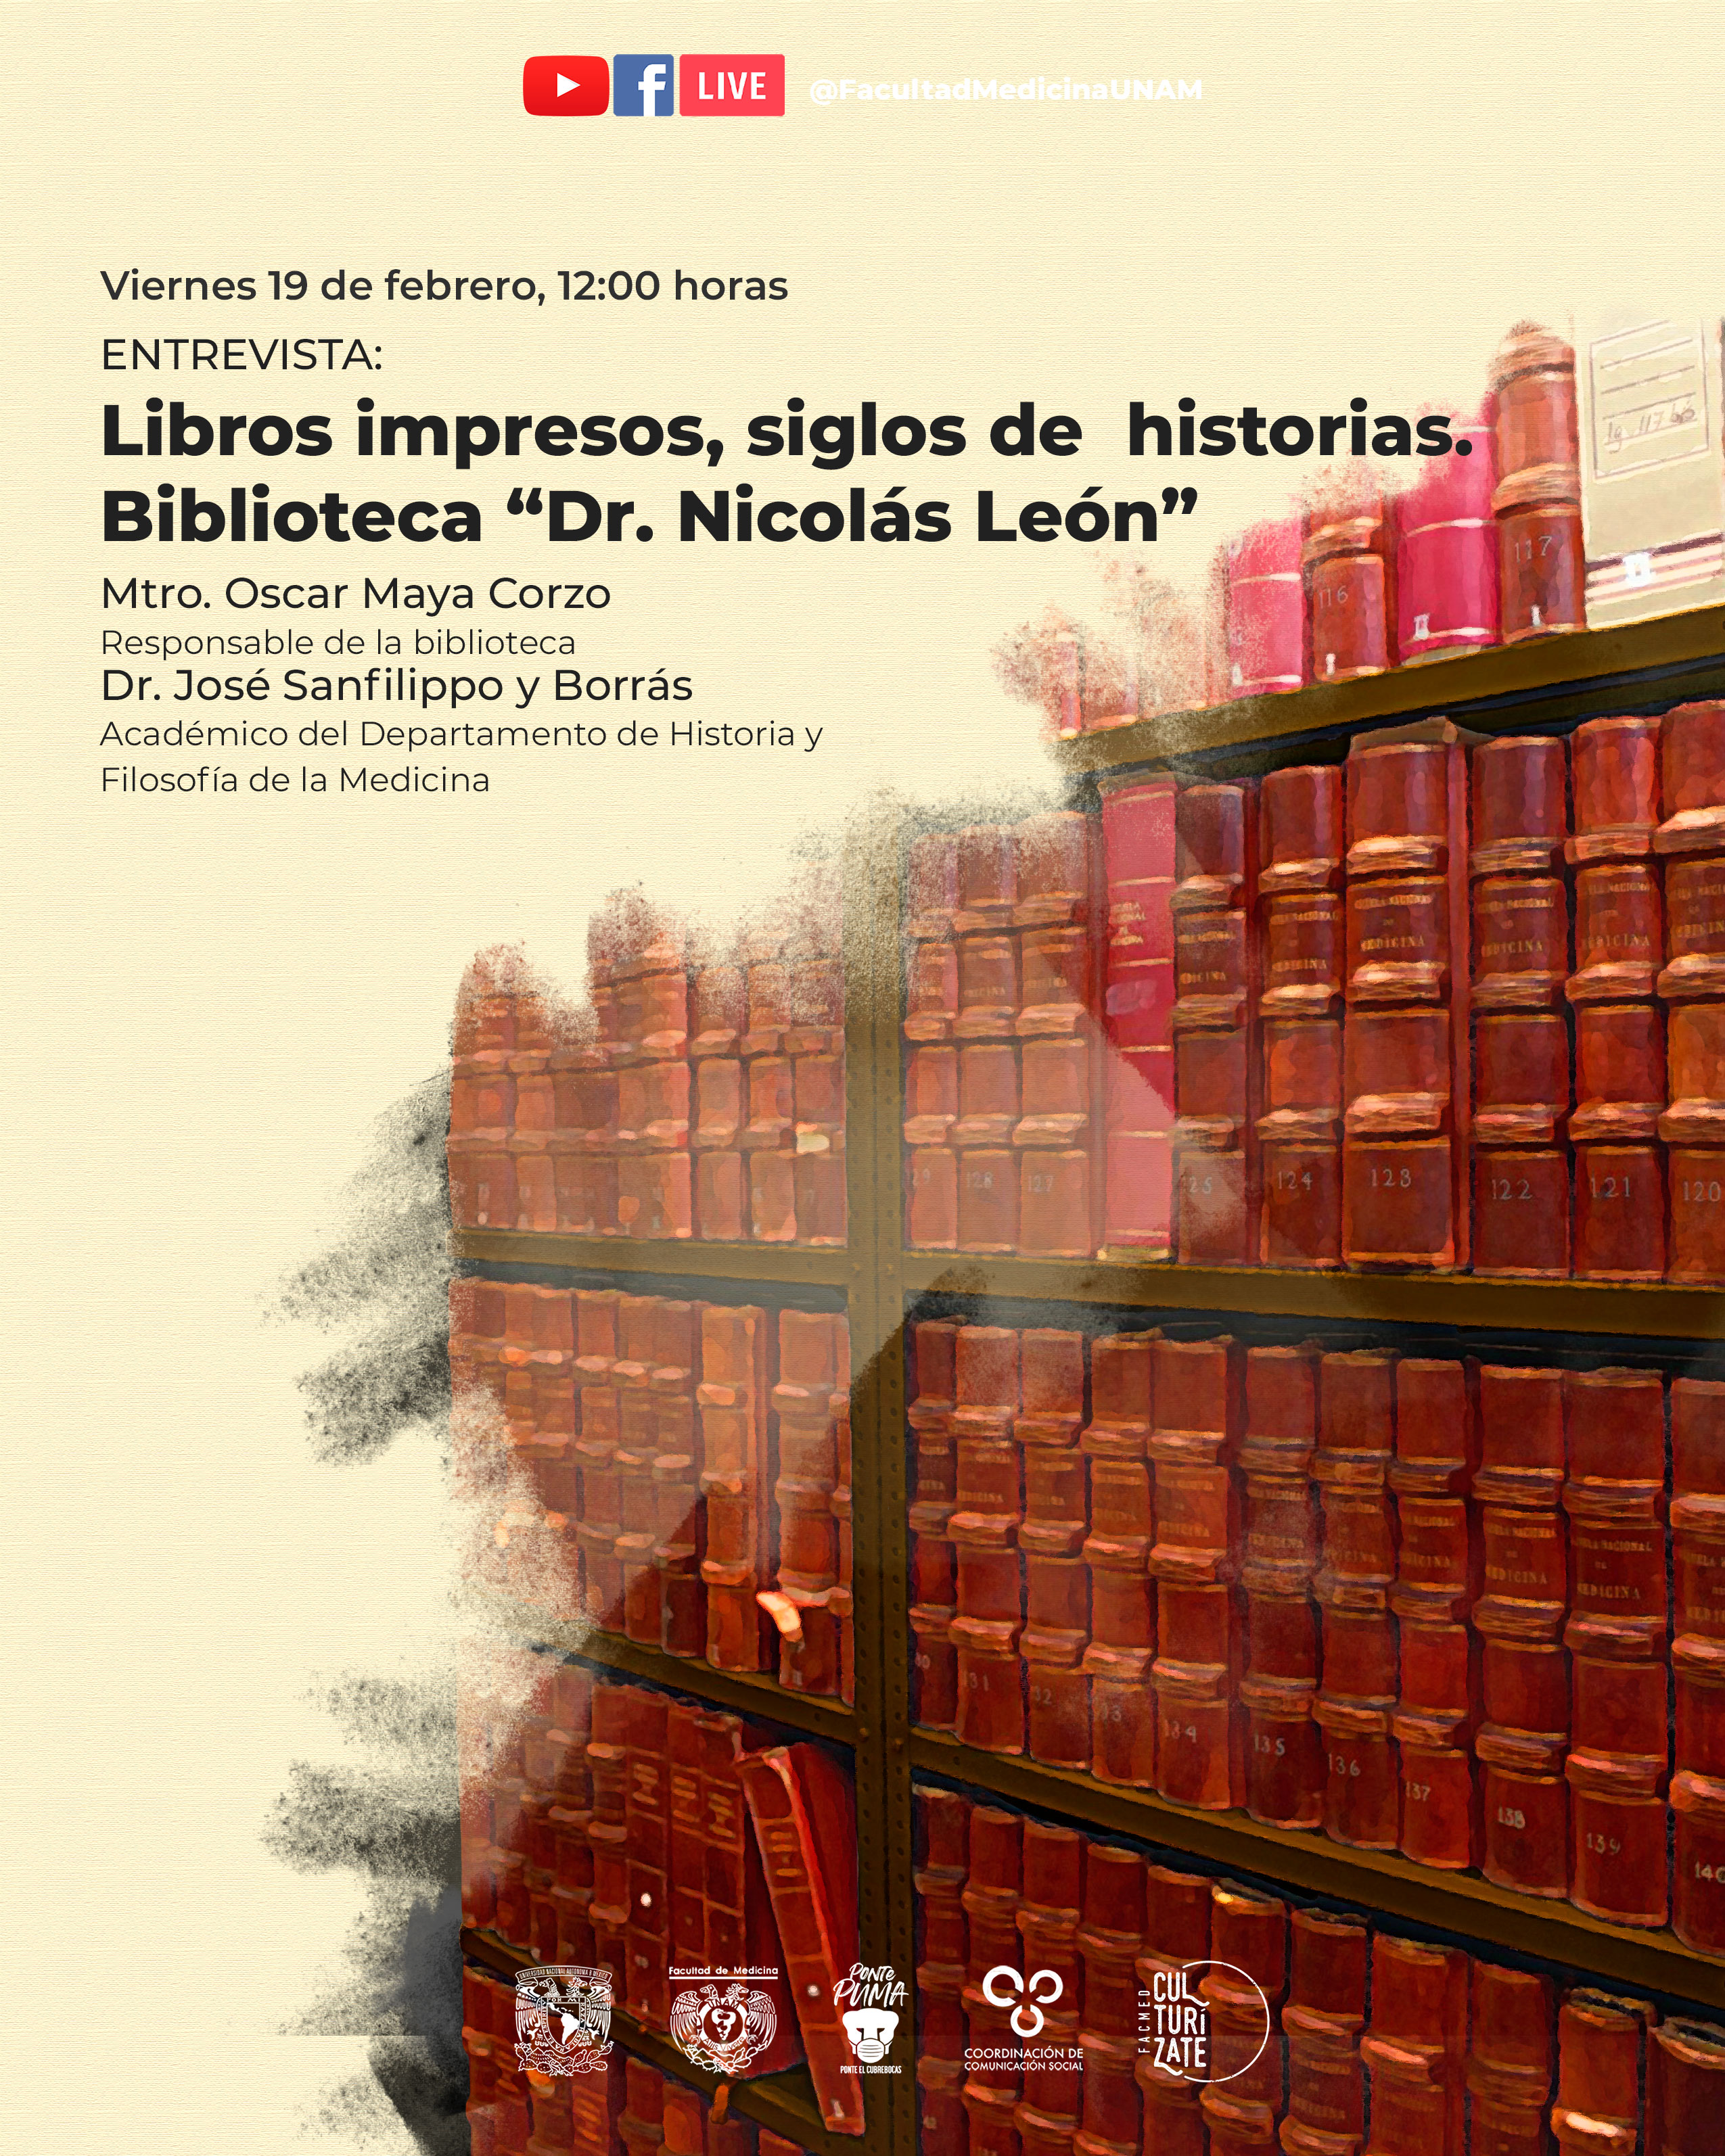 LIVE @FacultadMedicinaUNAM
Viernes 19 de febrero, 12:00 horas
ENTREVISTA:
Libros impresos, siglos de  historias.
Biblioteca “Dr. Nicolás León”
Mtro. Oscar Maya Corzo
Responsable de la biblioteca
Dr. José Sanfilippo y Borrás
Académico del Departamento de Historia y
Filosofía de la Medicina
117
116
124
123
122
121
120
128
127
131
134
135
136
137
138
139
Facultad de Medicina
PONTE
PUMA
PONTE EL CUBREBOCAS
COORDINACIÓN DE
COMUNICACIÓN SOCIAL
FACMED
CUL
TURÍ
ZATE